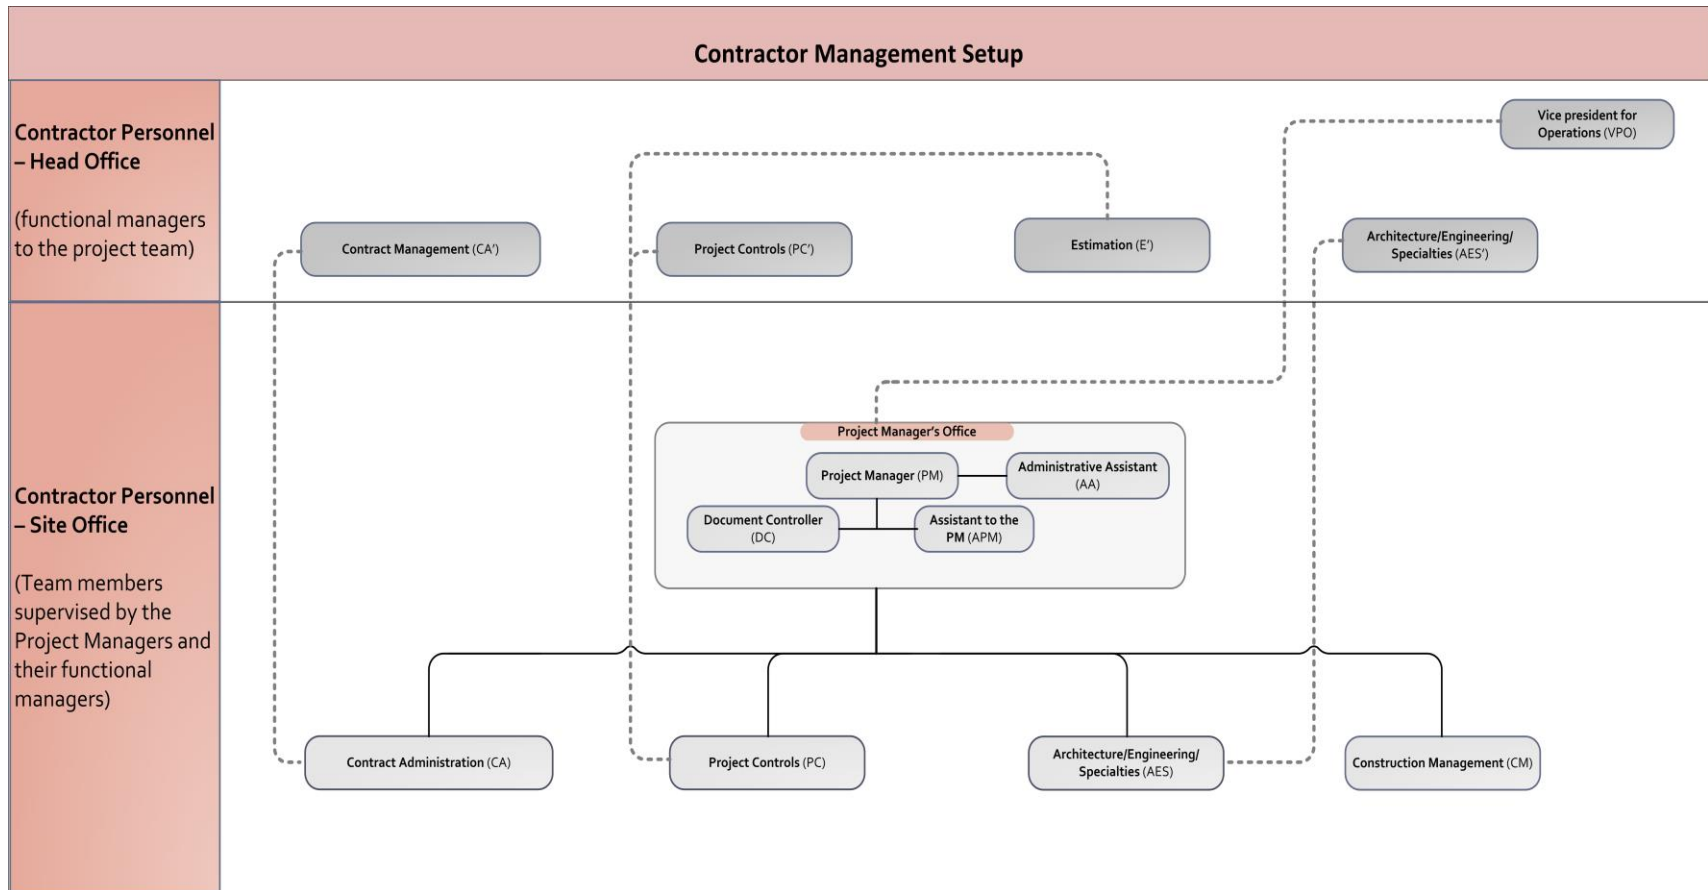 Contractor Management Setup
Contractor Personnel
– Head Office
(functional managers
to the project team)
Vice president for
Operations (VPO)
Contract Management (CA’)
Project Controls (PC’)
Estimation (E’)
Architecture/Engineering/
Specialties (AES’)
Contractor Personnel
– Site Office
(Team members
supervised by the
Project Managers and
their functional
managers)
Project Manager’s Office
Project Manager (PM)
Administrative Assistant
(AA)
Document Controller
(DC)
Assistant to the
PM (APM)
Contract Administration (CA)
Project Controls (PC)
Architecture/Engineering/
Specialties (AES)
Construction Management (CM)